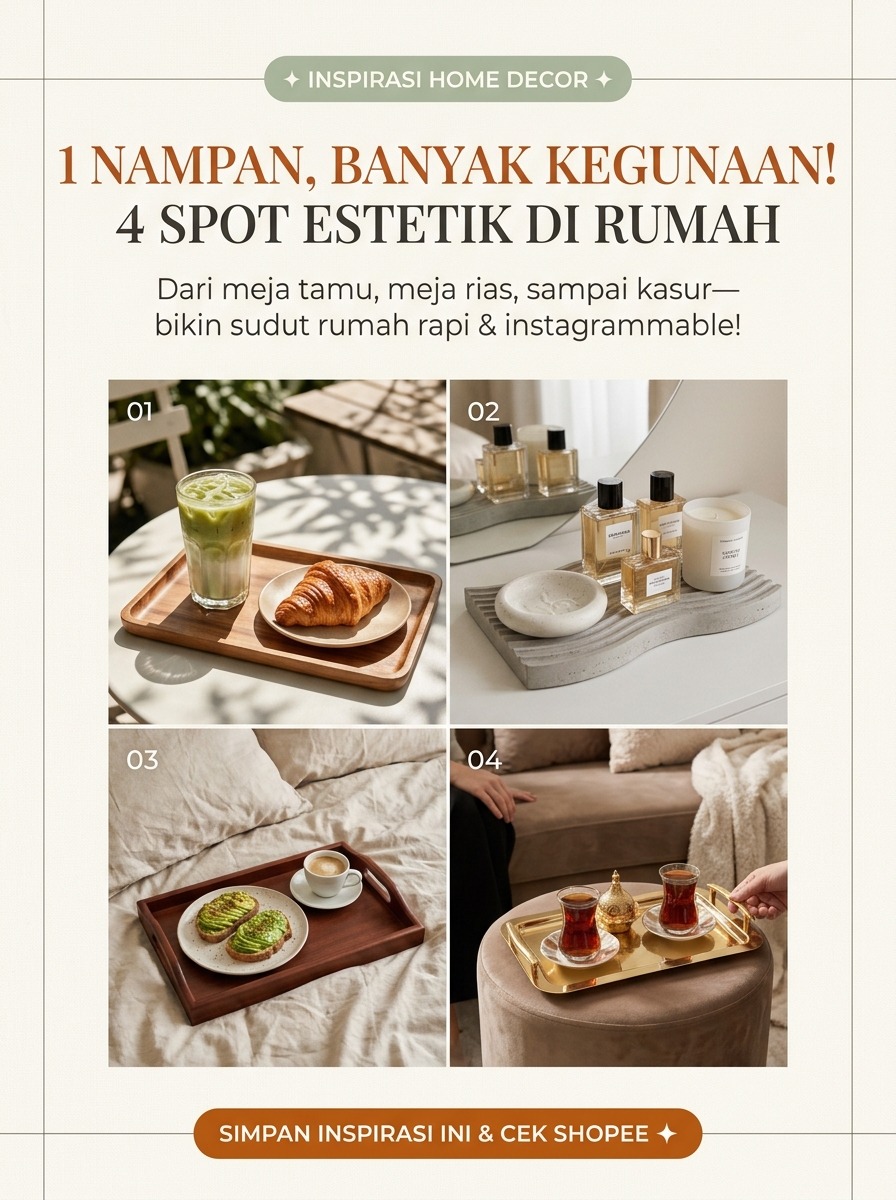 ✦ INSPIRASI HOME DECOR ✦
1 NAMPAN, BANYAK KEGUNAAN!
4 SPOT ESTETIK DI RUMAH
Dari meja tamu, meja rias, sampai kasur—
bikin sudut rumah rapi & instagrammable!
01
02
03
04
SIMPAN INSPIRASI INI & CEK SHOPEE ✦